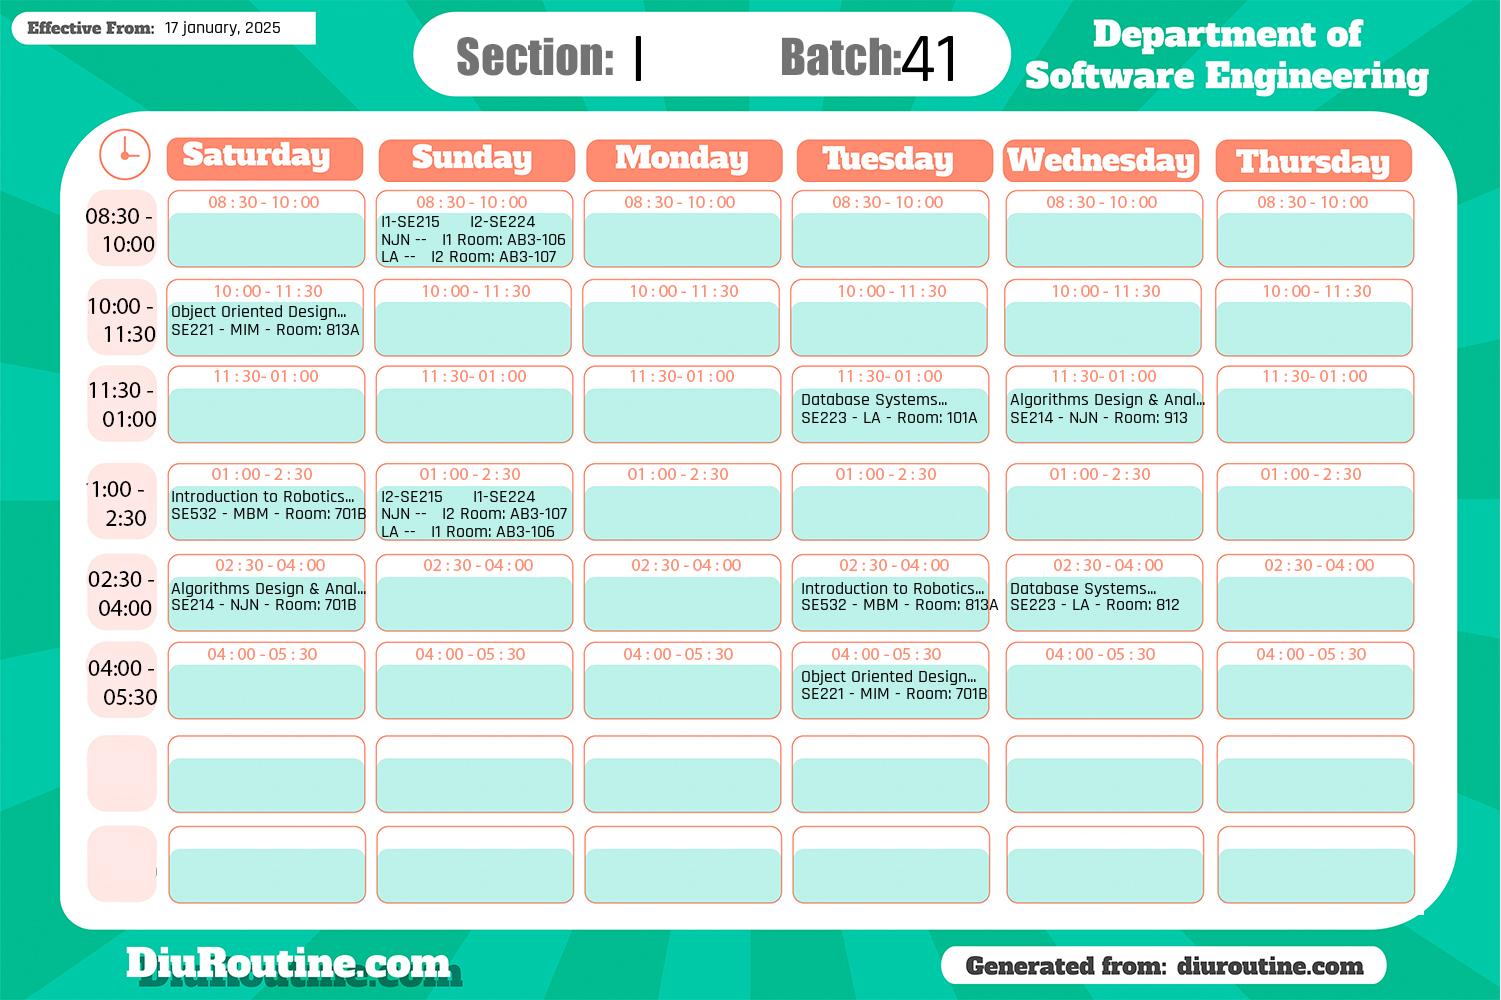 Effective From: 17 january, 2025
Section: I Batch:41
Department of
Software Engineering
Saturday Sunday Monday Tuesday Wednesday Thursday
08:30 -
10:00
08:30-10:00 08:30-10:00 08:30-10:00 08:30-10:00 08:30-10:00 08:30-10:00
I1-SE215 I2-SE224
NJN -- I1 Room: AB3-106
LA -- I2 Room: AB3-107
10:00 -
11:30
10:00-11:30 10:00-11:30 10:00-11:30 10:00-11:30 10:00-11:30 10:00-11:30
Object Oriented Design...
SE221 - MIM - Room: 813A
11:30 -
01:00
11:30-01:00 11:30-01:00 11:30-01:00 11:30-01:00 11:30-01:00 11:30-01:00
Database Systems...
SE223 - LA - Room: 101A
Algorithms Design & Anal...
SE214 - NJN - Room: 913
1:00 -
2:30
01:00-2:30 01:00-2:30 01:00-2:30 01:00-2:30 01:00-2:30 01:00-2:30
Introduction to Robotics...
SE532 - MBM - Room: 701B
I2-SE215 I1-SE224
NJN -- I2 Room: AB3-107
LA -- I1 Room: AB3-106
02:30 -
04:00
02:30-04:00 02:30-04:00 02:30-04:00 02:30-04:00 02:30-04:00 02:30-04:00
Algorithms Design & Anal...
SE214 - NJN - Room: 701B
Introduction to Robotics...
SE532 - MBM - Room: 813A
Database Systems...
SE223 - LA - Room: 812
04:00 -
05:30
04:00-05:30 04:00-05:30 04:00-05:30 04:00-05:30 04:00-05:30 04:00-05:30
Object Oriented Design...
SE221 - MIM - Room: 701B
DiuRoutine.com
Generated from: diuroutine.com